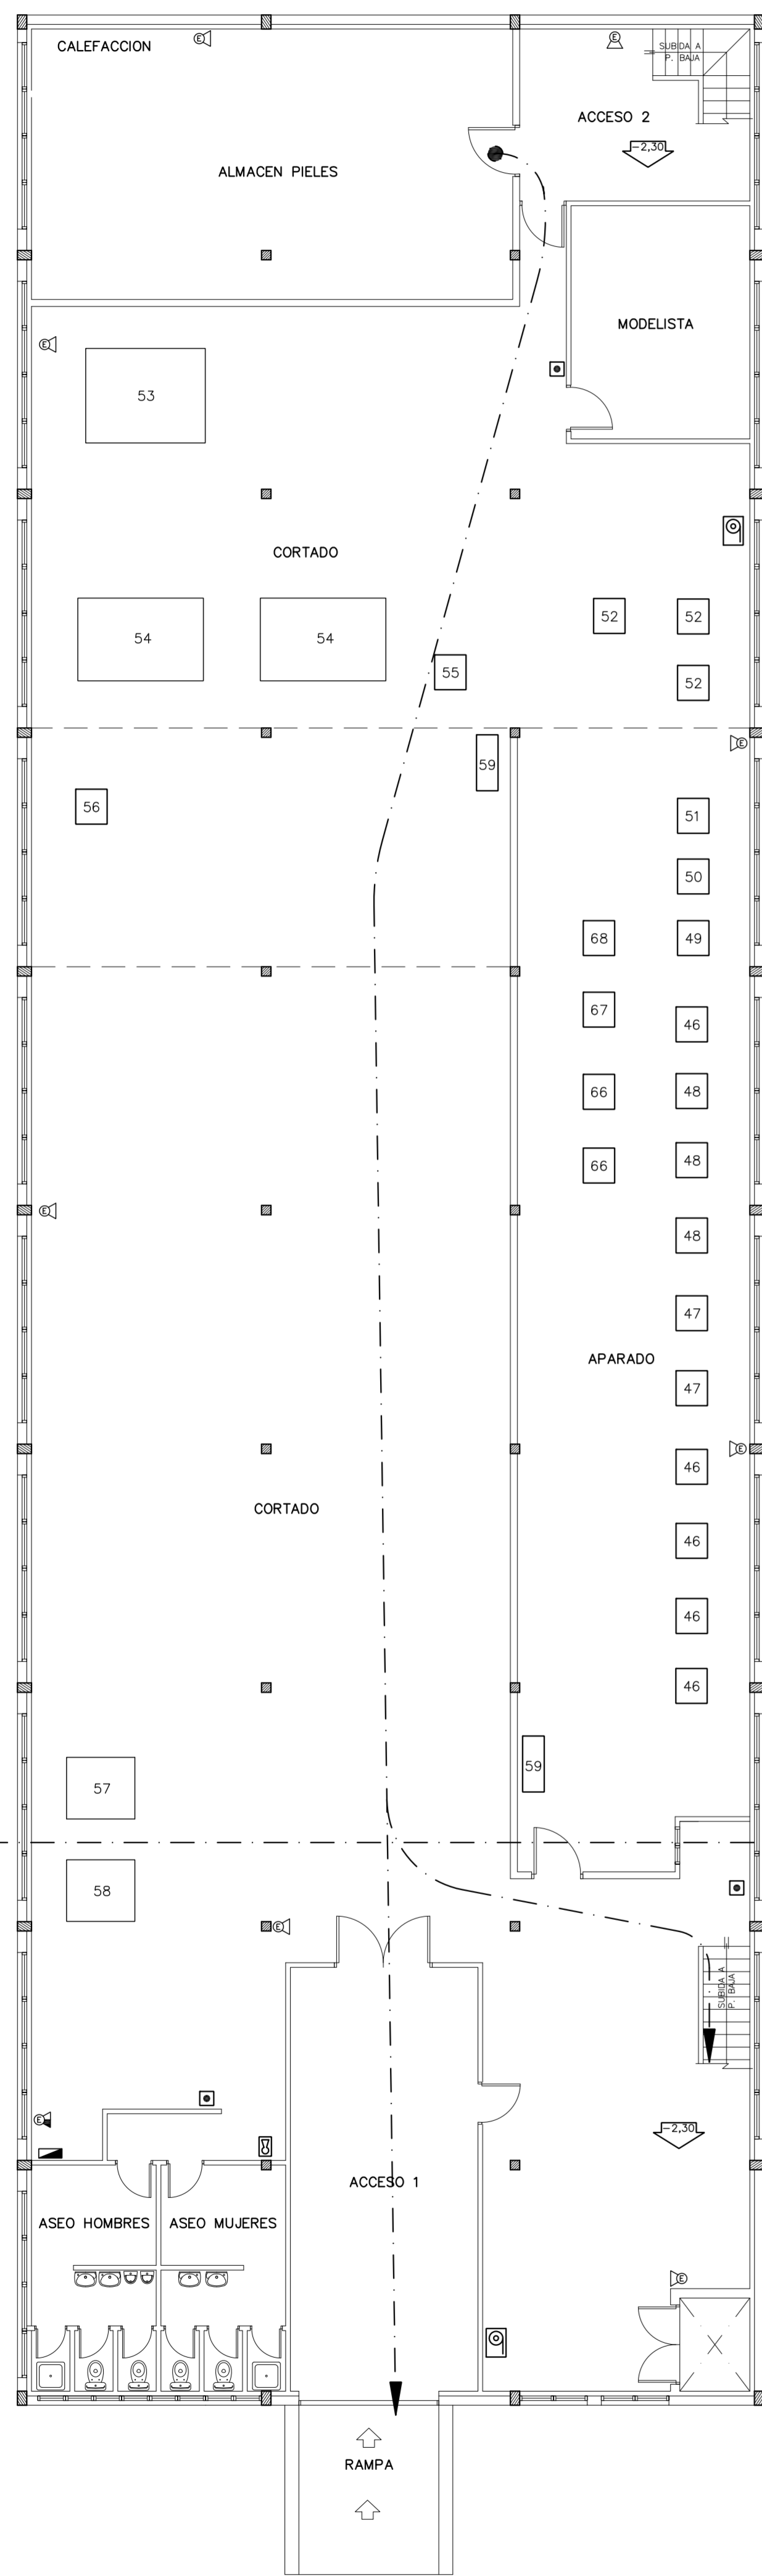 CALEFACCION
E
E
SUBIDA A
P. BAJA
ACCESO 2
-2,30
ALMACEN PIELES
MODELISTA
E
53
CORTADO
54
54
52
52
55
52
E
59
56
51
50
68
49
67
46
66
48
66
48
E
48
47
APARADO
47
E
46
CORTADO
46
46
46
59
57
58
E
SUBIDA A
P. BAJA
E
-2,30
ACCESO 1
ASEO HOMBRES
ASEO MUJERES
E
RAMPA